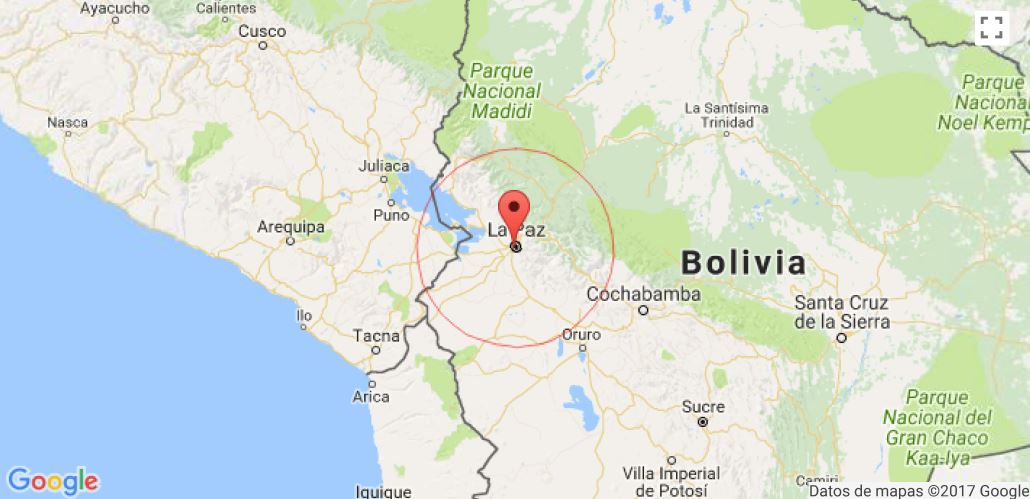 Ayacucho
Calientes
Cusco
Parque
Nacional
Madidi
Parque
Nacional
Noel Kemp
La Santísima
Trinidad
Nasca
Juliaca
Puno
Arequipa
La Paz
Bolivia
Cochabamba
Santa Cruz
de la Sierra
Ilo
Tacna
Oruro
Arica
Sucre
Parque
Nacional del
Gran Chaco
Kaa-Iya
Villa Imperial
de Potosí
Camiri
Iquique
Google
Datos de mapas ©2017 Google